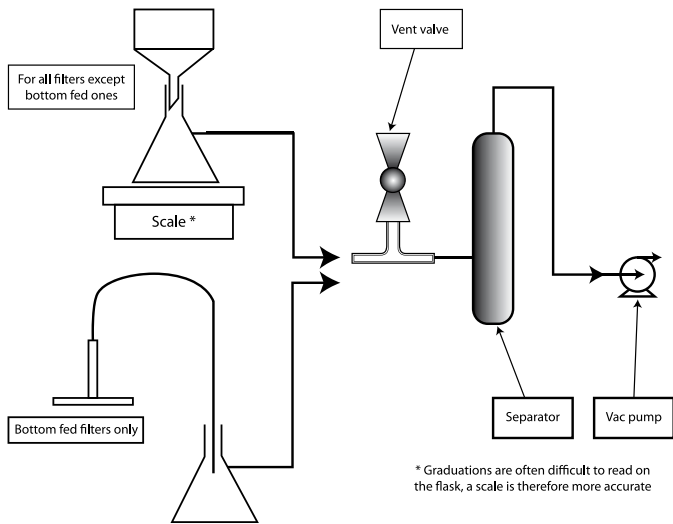 Vent valve
For all filters except
bottom fed ones
Scale *
Bottom fed filters only
Separator
Vac pump
* Graduations are often difficult to read on
the flask, a scale is therefore more accurate